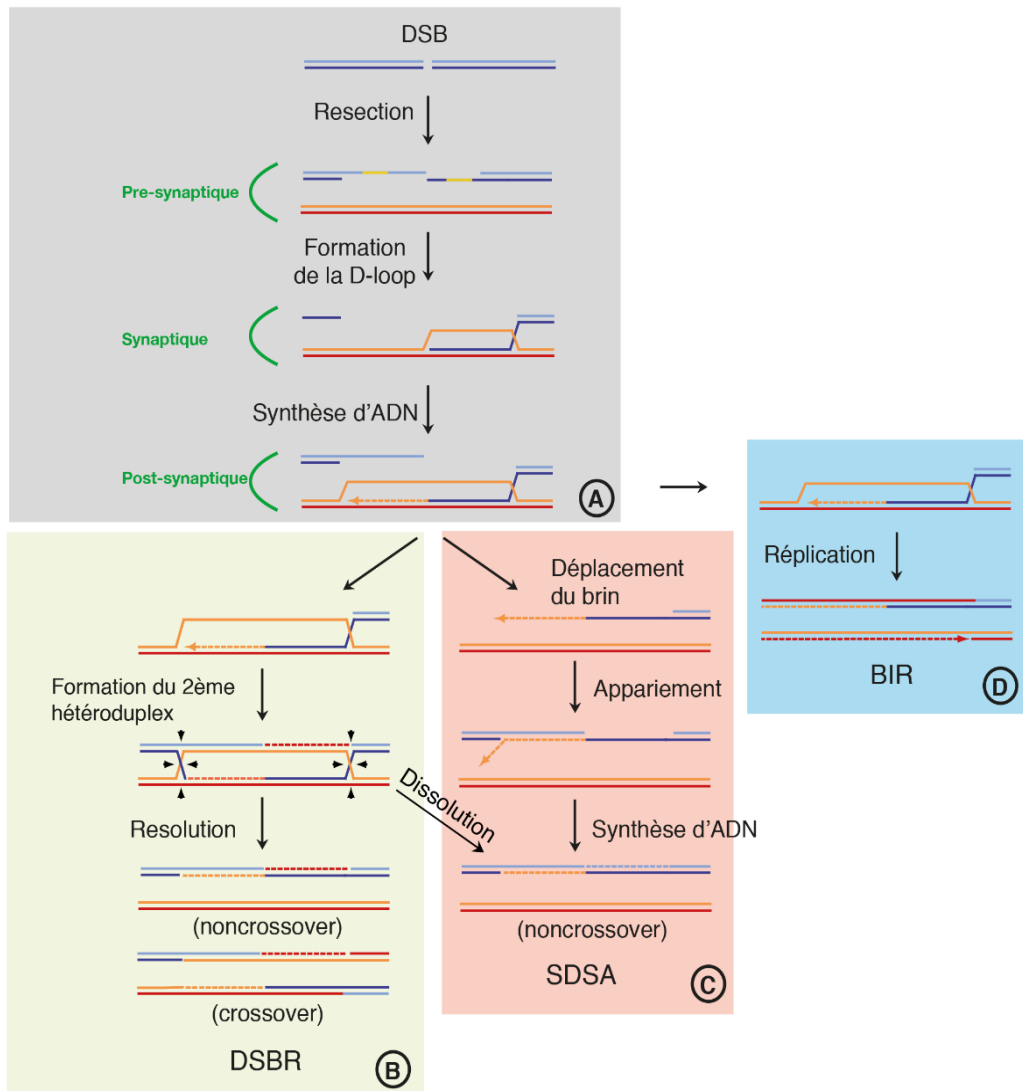 DSB
Resection
Pre-synaptique
Formation
de la D-loop
Synaptique
Synthèse d'ADN
Post-synaptique
A
Formation du 2ème
hétéroduplex
Resolution
(noncrossover)
(crossover)
DSBR
B
Dissolution
Déplacement
du brin
Appariement
Synthèse d'ADN
(noncrossover)
SDSA
C
Réplication
BIR
D